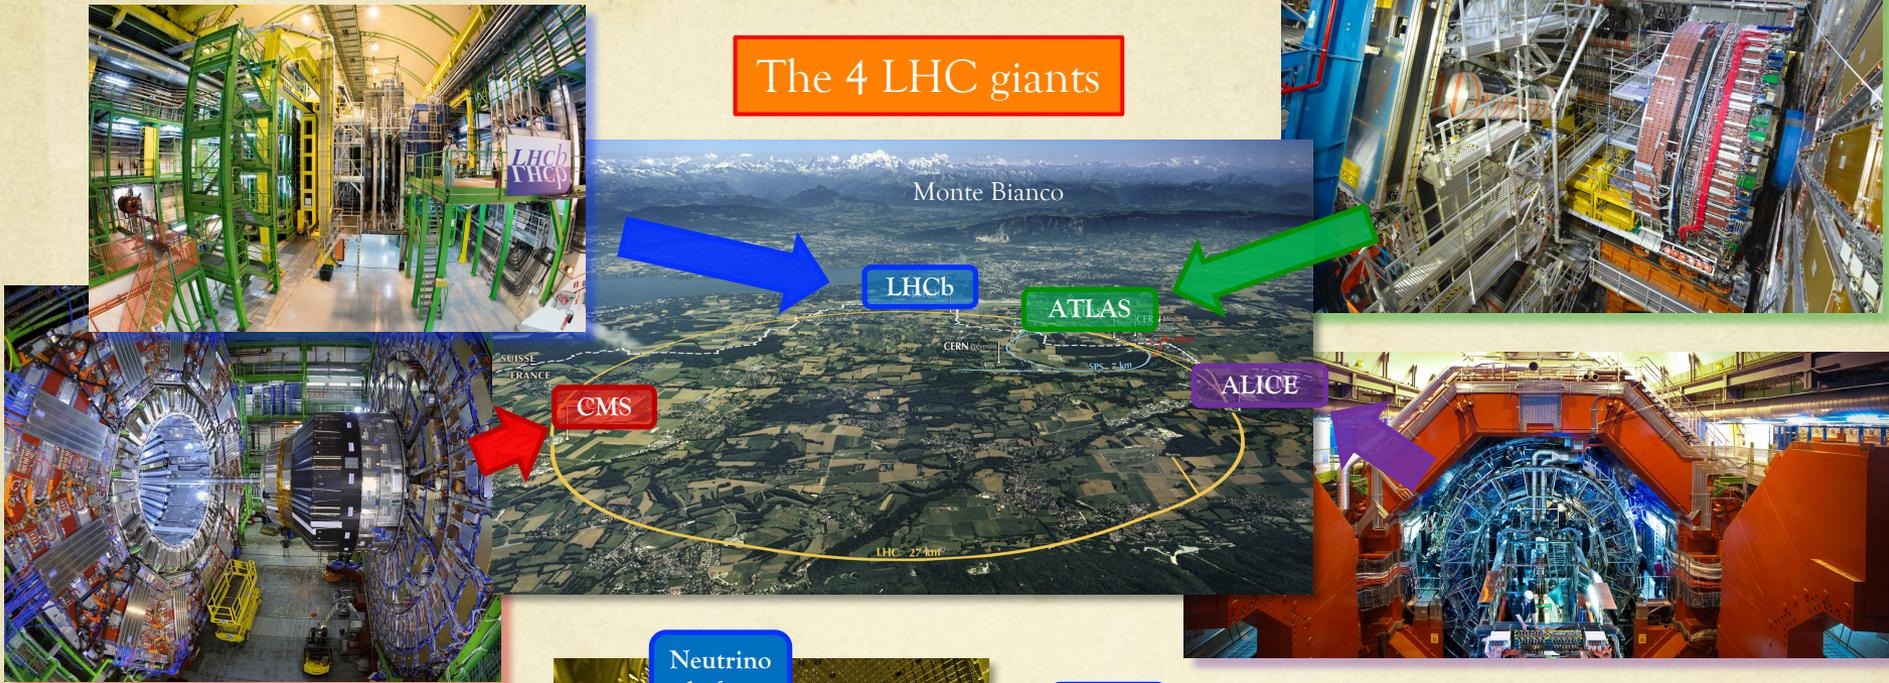 The 4 LHC giants
LHCb
Monte Bianco
LHCb
ATLAS
CERN
SPS 7 km
SUISSE
FRANCE
ALICE
CMS
LHC 27 km
Neutrino